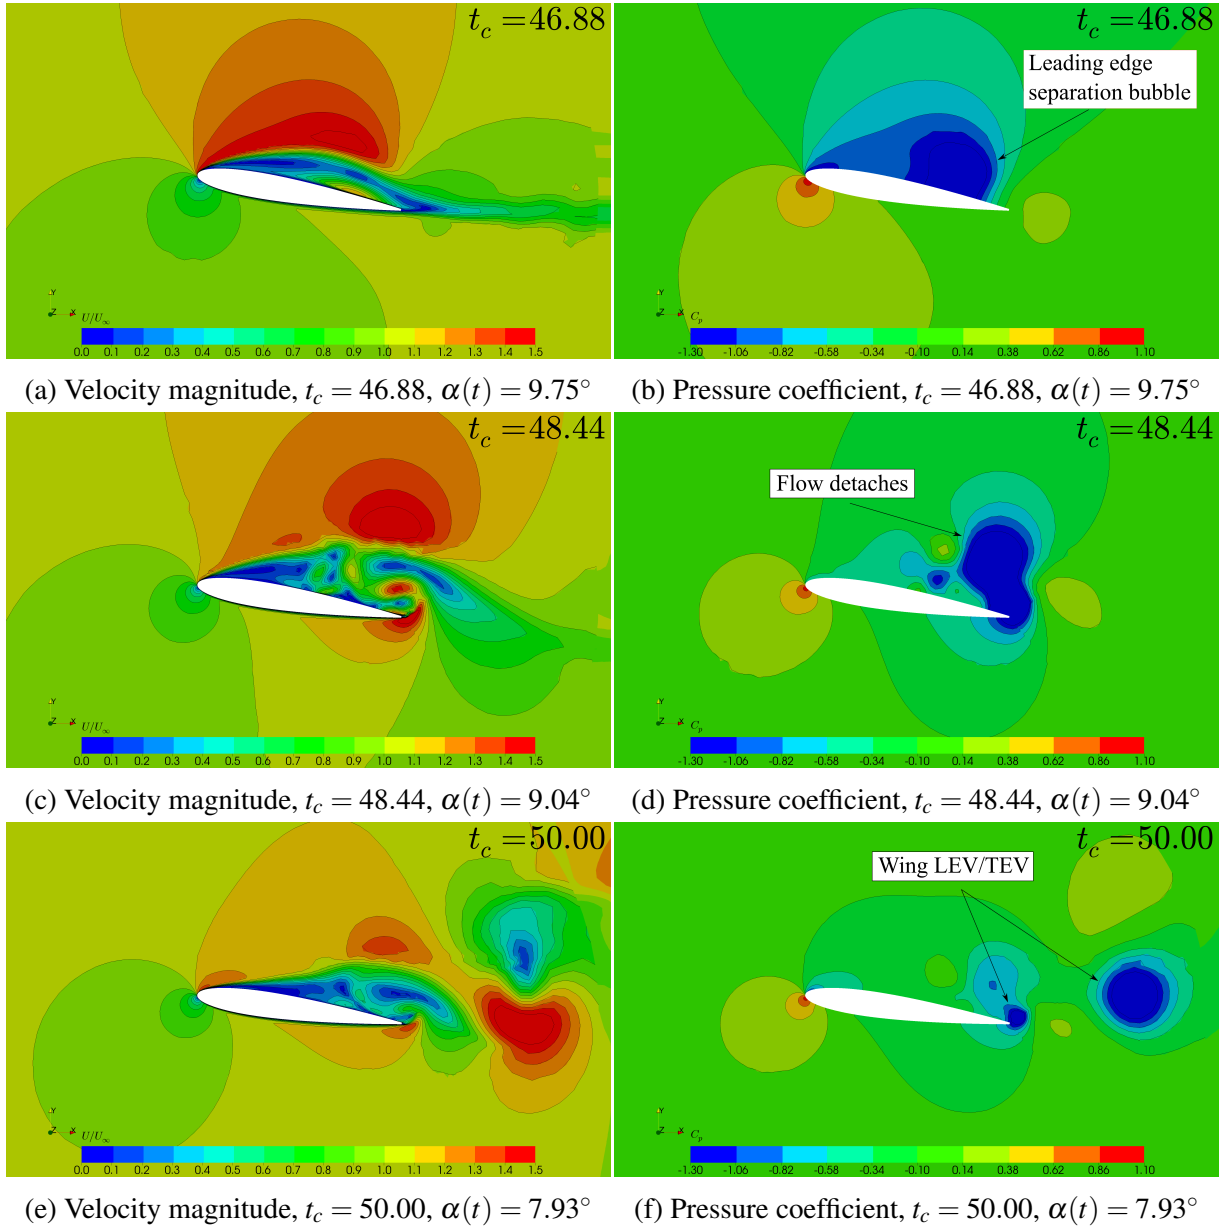 t_c = 46.88
t_c = 46.88
Leading edge
separation bubble
Y
Z X U/U_∞
0.0 0.1 0.2 0.3 0.4 0.5 0.6 0.7 0.8 0.9 1.0 1.1 1.2 1.3 1.4 1.5
Y
Z X C_p
-1.30 -1.06 -0.82 -0.58 -0.34 -0.10 0.14 0.38 0.62 0.86 1.10
(a) Velocity magnitude, t_c = 46.88, α(t) = 9.75°
(b) Pressure coefficient, t_c = 46.88, α(t) = 9.75°
t_c = 48.44
t_c = 48.44
Flow detaches
Y
Z X U/U_∞
0.0 0.1 0.2 0.3 0.4 0.5 0.6 0.7 0.8 0.9 1.0 1.1 1.2 1.3 1.4 1.5
Y
Z X C_p
-1.30 -1.06 -0.82 -0.58 -0.34 -0.10 0.14 0.38 0.62 0.86 1.10
(c) Velocity magnitude, t_c = 48.44, α(t) = 9.04°
(d) Pressure coefficient, t_c = 48.44, α(t) = 9.04°
t_c = 50.00
t_c = 50.00
Wing LEV/TEV
Y
Z X U/U_∞
0.0 0.1 0.2 0.3 0.4 0.5 0.6 0.7 0.8 0.9 1.0 1.1 1.2 1.3 1.4 1.5
Y
Z X C_p
-1.30 -1.06 -0.82 -0.58 -0.34 -0.10 0.14 0.38 0.62 0.86 1.10
(e) Velocity magnitude, t_c = 50.00, α(t) = 7.93°
(f) Pressure coefficient, t_c = 50.00, α(t) = 7.93°